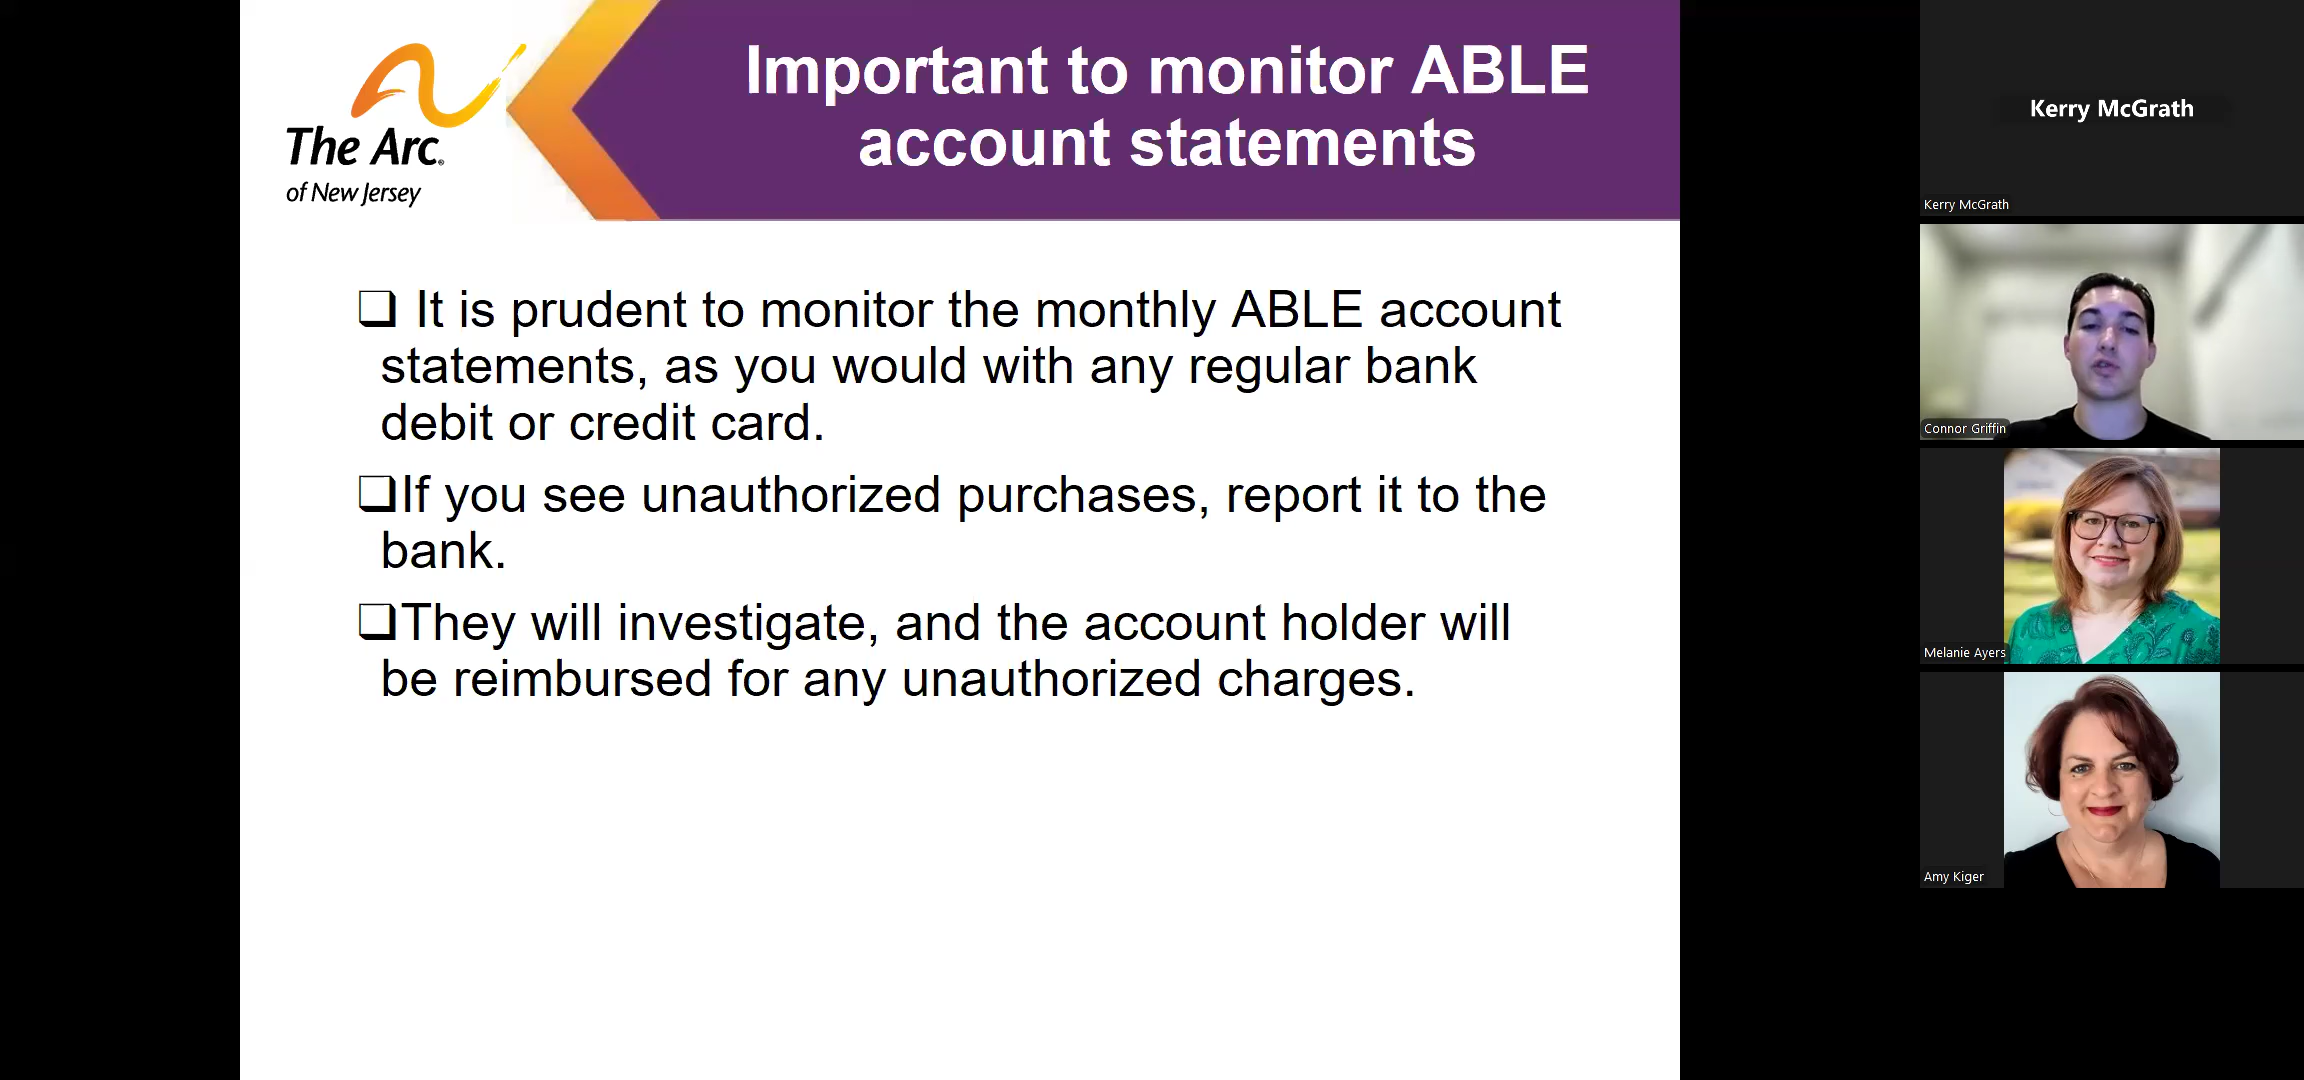 Important to monitor ABLE
account statements
The Arc®
of New Jersey
❑ It is prudent to monitor the monthly ABLE account
statements, as you would with any regular bank
debit or credit card.
❑If you see unauthorized purchases, report it to the
bank.
❑They will investigate, and the account holder will
be reimbursed for any unauthorized charges.
Kerry McGrath
Kerry McGrath
Connor Griffin
Melanie Ayers
Amy Kiger